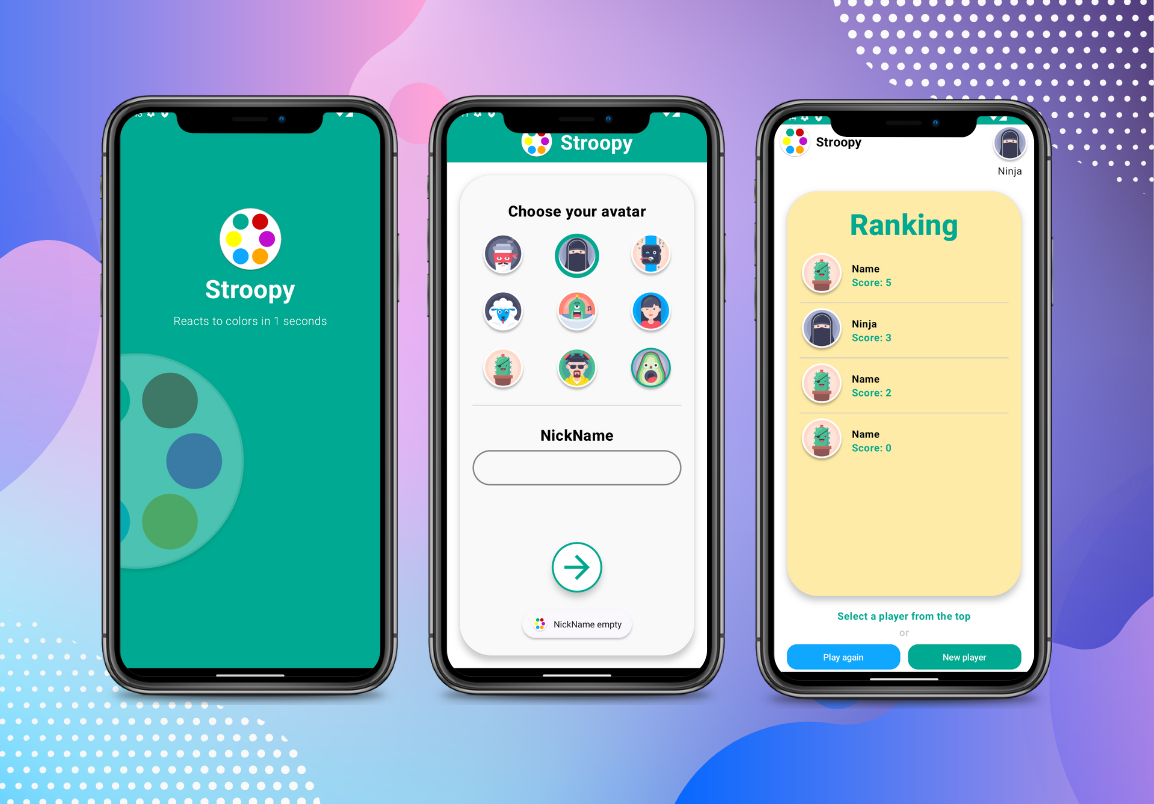 Stroopy
Reacts to colors in 1 seconds
Stroopy
Choose your avatar
NickName
NickName empty
Stroopy
Ninja
Ranking
Name
Score: 5
Ninja
Score: 3
Name
Score: 2
Name
Score: 0
Select a player from the top
or
Play again
New player